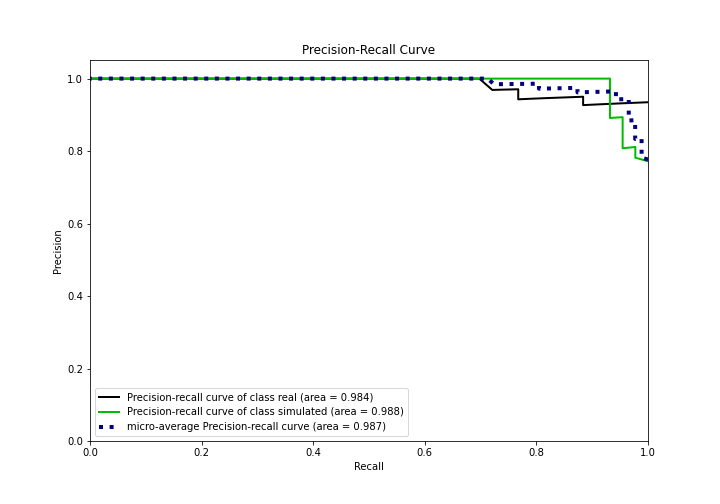 Precision-Recall Curve
1.0
0.8
0.6
0.4
0.2
0.0
Precision
Precision-recall curve of class real (area = 0.984)
Precision-recall curve of class simulated (area = 0.988)
micro-average Precision-recall curve (area = 0.987)
0.0 0.2 0.4 0.6 0.8 1.0
Recall